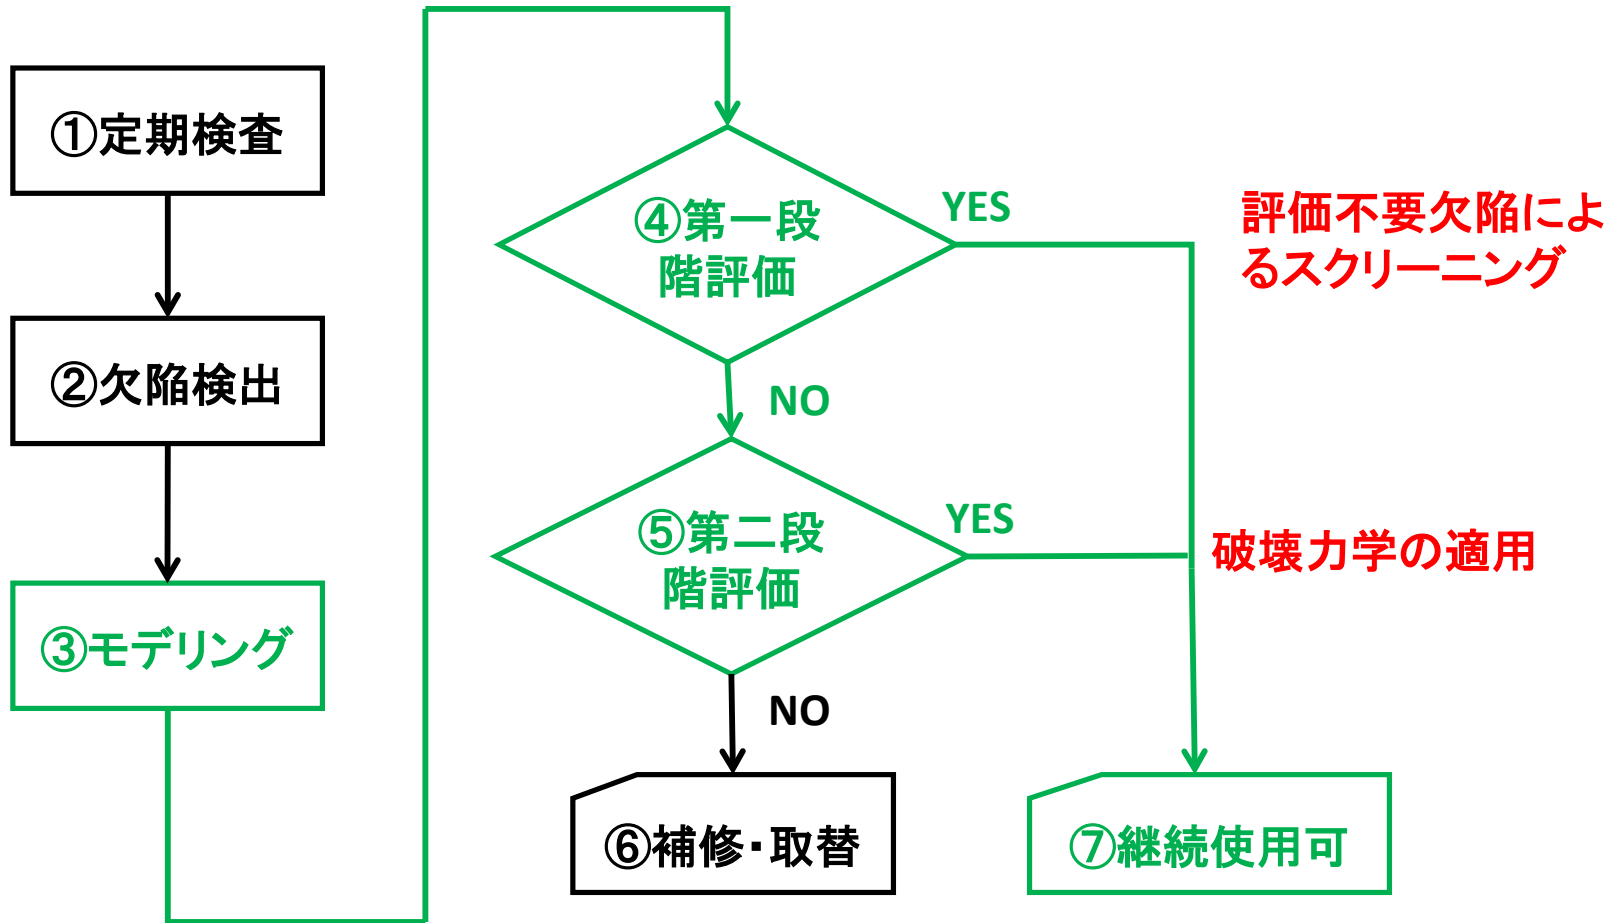 ①定期検査
②欠陥検出
③モデリング
④第一段
階評価
YES
評価不要欠陥によ
るスクリーニング
NO
⑤第二段
階評価
YES
破壊力学の適用
NO
⑥補修・取替
⑦継続使用可